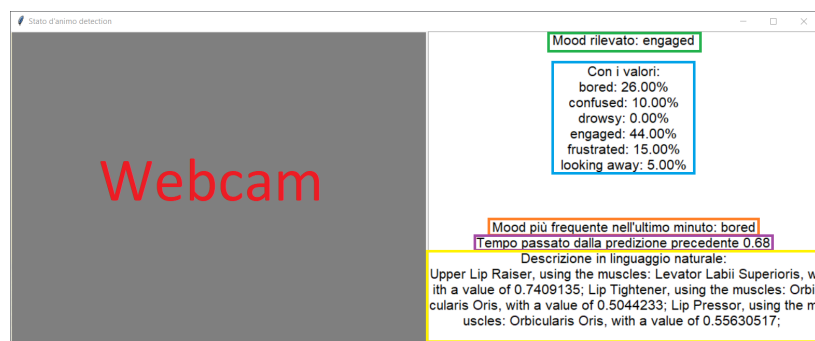 Stato d'animo detection
Webcam
Mood rilevato: engaged
Con i valori:
bored: 26.00%
confused: 10.00%
drowsy: 0.00%
engaged: 44.00%
frustrated: 15.00%
looking away: 5.00%
Mood più frequente nell'ultimo minuto: bored
Tempo passato dalla predizione precedente 0.68
Descrizione in linguaggio naturale:
Upper Lip Raiser, using the muscles: Levator Labii Superioris, w
ith a value of 0.7409135; Lip Tightener, using the muscles: Orbi
cularis Oris, with a value of 0.5044233; Lip Pressor, using the m
uscles: Orbicularis Oris, with a value of 0.55630517;